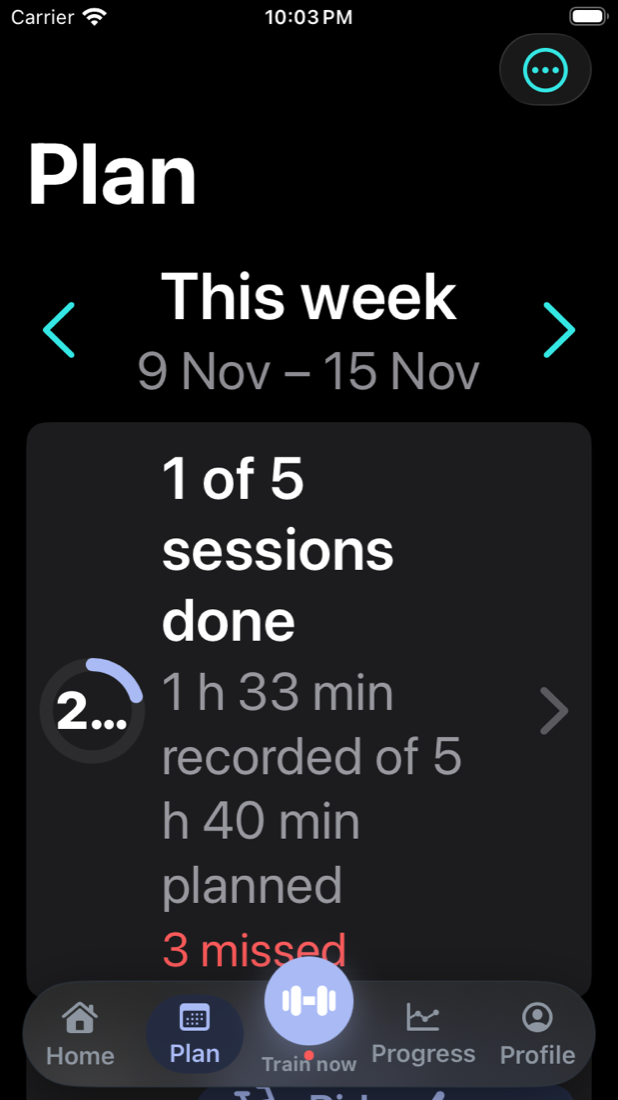 Carrier
10:03 PM
Plan
This week
9 Nov – 15 Nov
1 of 5
sessions
done
2...
1 h 33 min
recorded of 5
h 40 min
planned
3 missed
Home
Plan
Train now
Progress
Profile